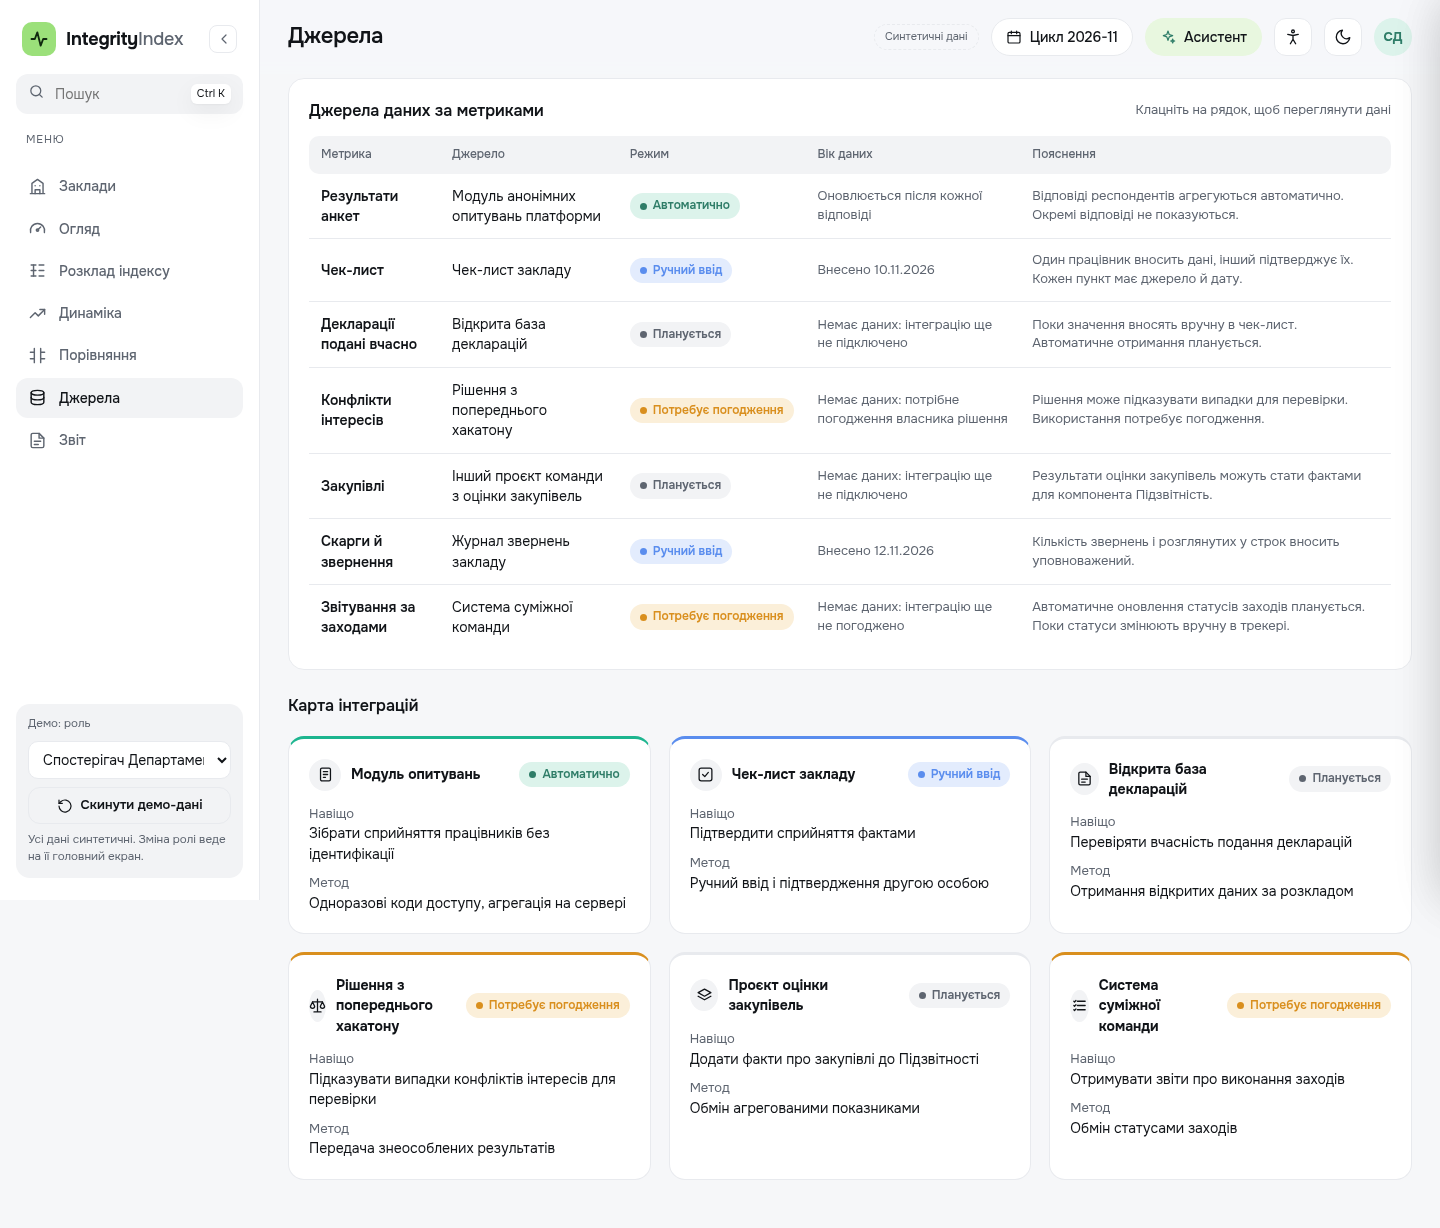 IntegrityIndex
Пошук
Ctrl K
МЕНЮ
Заклади
Огляд
Розклад індексу
Динаміка
Порівняння
Джерела
Звіт
Демо: роль
Спостерігач Департамен
Скинути демо-дані
Усі дані синтетичні. Зміна ролі веде
на її головний екран.
Джерела
Синтетичні дані
Цикл 2026-11
Асистент
СД
Джерела даних за метриками
Клацніть на рядок, щоб переглянути дані
Метрика Джерело Режим Вік даних Пояснення
Результати
анкет
Модуль анонімних
опитувань платформи
Автоматично
Оновлюється після кожної
відповіді
Відповіді респондентів агрегуються автоматично.
Окремі відповіді не показуються.
Чек-лист
Чек-лист закладу
Ручний ввід
Внесено 10.11.2026
Один працівник вносить дані, інший підтверджує їх.
Кожен пункт має джерело й дату.
Декларації
подані вчасно
Відкрита база
декларацій
Планується
Немає даних: інтеграцію ще
не підключено
Поки значення вносять вручну в чек-лист.
Автоматичне отримання планується.
Конфлікти
інтересів
Рішення з
попереднього
хакатону
Потребує погодження
Немає даних: потрібне
погодження власника рішення
Рішення може підказувати випадки для перевірки.
Використання потребує погодження.
Закупівлі
Інший проєкт команди
з оцінки закупівель
Планується
Немає даних: інтеграцію ще
не підключено
Результати оцінки закупівель можуть стати фактами
для компонента Підзвітність.
Скарги й
звернення
Журнал звернень
закладу
Ручний ввід
Внесено 12.11.2026
Кількість звернень і розглянутих у строк вносить
уповноважений.
Звітування за
заходами
Система суміжної
команди
Потребує погодження
Немає даних: інтеграцію ще
не погоджено
Автоматичне оновлення статусів заходів планується.
Поки статуси змінюють вручну в трекері.
Карта інтеграцій
Модуль опитувань
Автоматично
Навіщо
Зібрати сприйняття працівників без
ідентифікації
Метод
Одноразові коди доступу, агрегація на сервері
Чек-лист закладу
Ручний ввід
Навіщо
Підтвердити сприйняття фактами
Метод
Ручний ввід і підтвердження другою особою
Відкрита база
декларацій
Планується
Навіщо
Перевіряти вчасність подання декларацій
Метод
Отримання відкритих даних за розкладом
Рішення з
попереднього
хакатону
Потребує погодження
Навіщо
Підказувати випадки конфліктів інтересів для
перевірки
Метод
Передача знеособлених результатів
Проєкт оцінки
закупівель
Планується
Навіщо
Додати факти про закупівлі до Підзвітності
Метод
Обмін агрегованими показниками
Система
суміжної
команди
Потребує погодження
Навіщо
Отримувати звіти про виконання заходів
Метод
Обмін статусами заходів